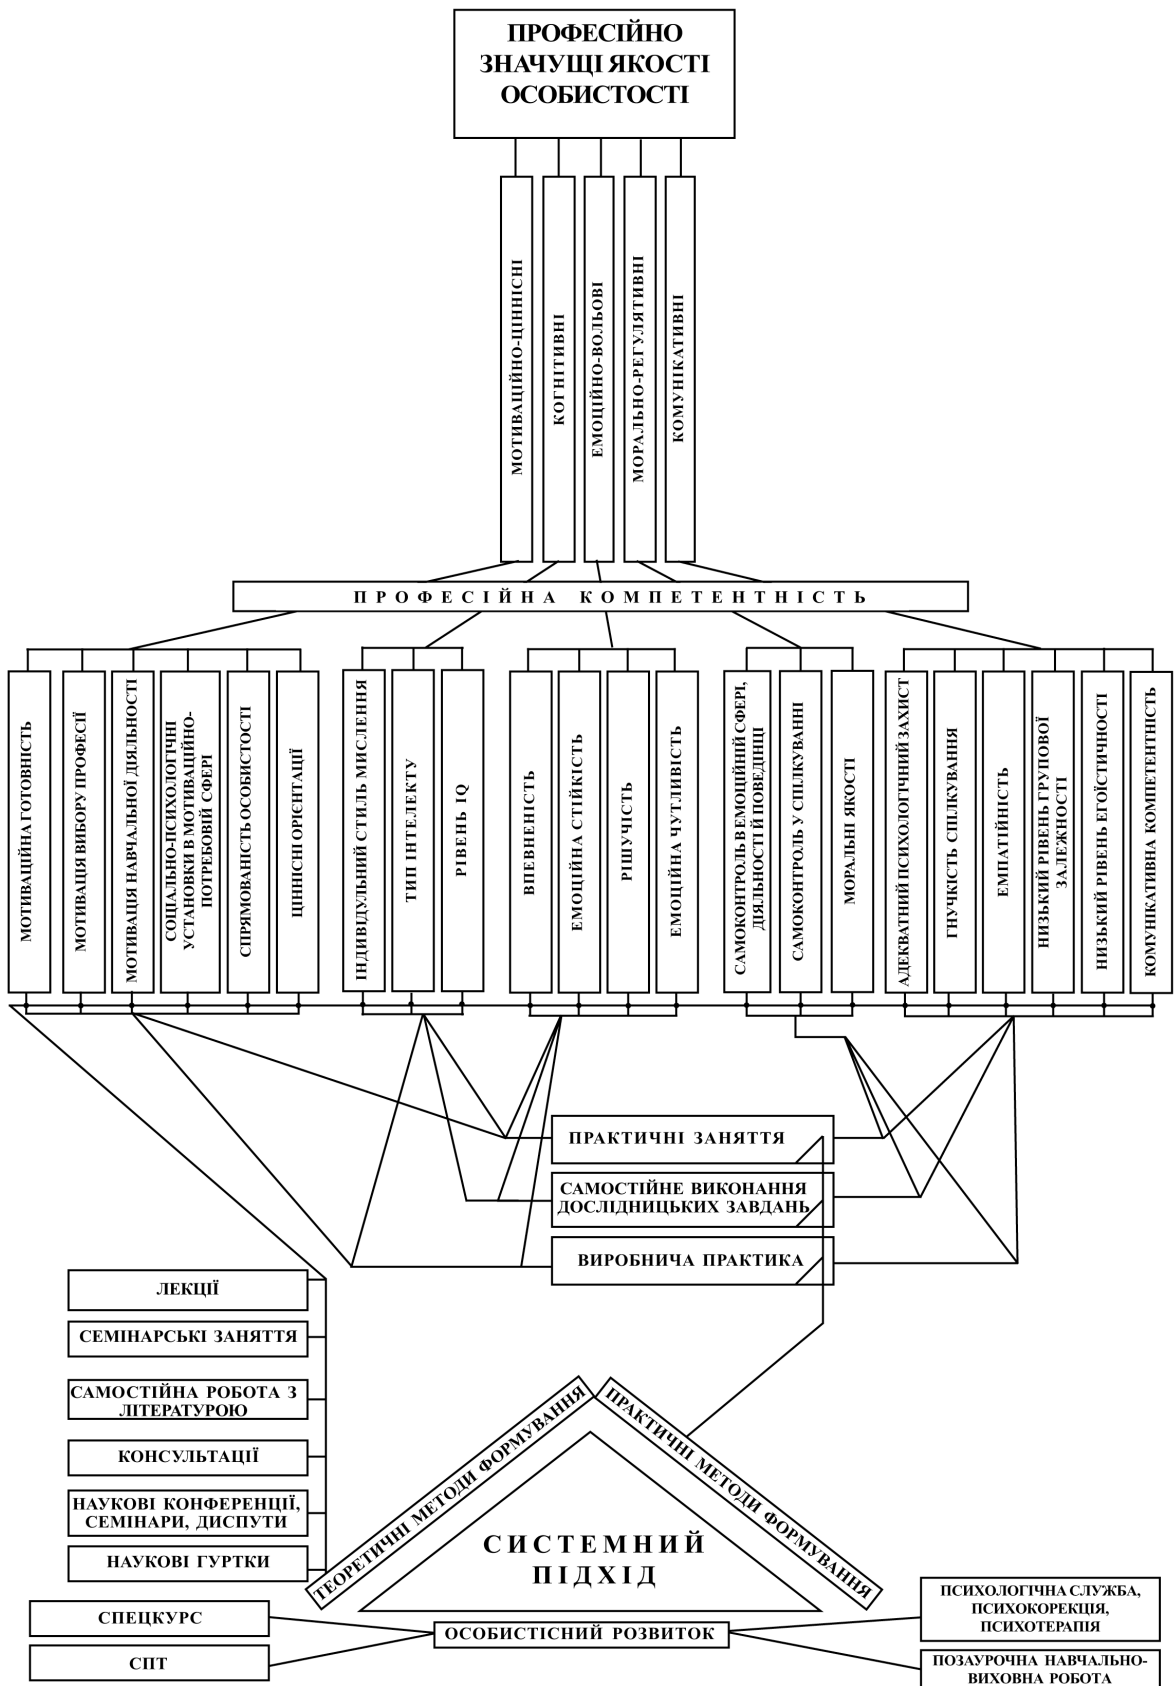 ПРОФЕСІЙНО
ЗНАЧУЩІ ЯКОСТІ
ОСОБИСТОСТІ
МОТИВАЦІЙНО-ЦІННІСНІ
КОГНІТИВНІ
ЕМОЦІЙНО-ВОЛЬОВІ
МОРАЛЬНО-РЕГУЛЯТИВНІ
КОМУНІКАТИВНІ
ПРОФЕСІЙНА КОМПЕТЕНТНІСТЬ
МОТИВАЦІЙНА ГОТОВНІСТЬ
МОТИВАЦІЯ ВИБОРУ ПРОФЕСІЇ
МОТИВАЦІЯ НАВЧАЛЬНОЇ ДІЯЛЬНОСТІ
СОЦІАЛЬНО-ПСИХОЛОГІЧНІ
УСТАНОВКИ В МОТИВАЦІЙНО-
ПОТРЕБОВІЙ СФЕРІ
СПРЯМОВАНІСТЬ ОСОБИСТОСТІ
ЦІННІСНІ ОРІЄНТАЦІЇ
ІНДИВІДУЛЬНИЙ СТИЛЬ МИСЛЕННЯ
ТИП ІНТЕЛЕКТУ
РІВЕНЬ IQ
ВПЕВНЕНІСТЬ
ЕМОЦІЙНА СТІЙКІСТЬ
РІШУЧІСТЬ
ЕМОЦІЙНА ЧУТЛИВІСТЬ
САМОКОНТРОЛЬ В ЕМОЦІЙНІЙ СФЕРІ,
ДІЯЛЬНОСТІ Й ПОВЕДІНЦІ
САМОКОНТРОЛЬ У СПІЛКУВАННІ
МОРАЛЬНІ ЯКОСТІ
АДЕКВАТНИЙ ПСИХОЛОГІЧНИЙ ЗАХИСТ
ГНУЧКІСТЬ СПІЛКУВАННЯ
ЕМПАТІЙНІСТЬ
НИЗЬКИЙ РІВЕНЬ ГРУПОВОЇ
ЗАЛЕЖНОСТІ
НИЗЬКИЙ РІВЕНЬ ЕГОЇСТИЧНОСТІ
КОМУНІКАТИВНА КОМПЕТЕНТНІСТЬ
ПРАКТИЧНІ ЗАНЯТТЯ
САМОСТІЙНЕ ВИКОНАННЯ
ДОСЛІДНИЦЬКИХ ЗАВДАНЬ
ВИРОБНИЧА ПРАКТИКА
ЛЕКЦІЇ
СЕМІНАРСЬКІ ЗАНЯТТЯ
САМОСТІЙНА РОБОТА З
ЛІТЕРАТУРОЮ
КОНСУЛЬТАЦІЇ
НАУКОВІ КОНФЕРЕНЦІЇ,
СЕМІНАРИ, ДИСПУТИ
НАУКОВІ ГУРТКИ
ТЕОРЕТИЧНІ МЕТОДИ ФОРМУВАННЯ
ПРАКТИЧНІ МЕТОДИ ФОРМУВАННЯ
СИСТЕМНИЙ
ПІДХІД
СПЕЦКУРС
СПТ
ОСОБИСТІСНИЙ РОЗВИТОК
ПСИХОЛОГІЧНА СЛУЖБА,
ПСИХОКОРЕКЦІЯ,
ПСИХОТЕРАПІЯ
ПОЗАУРОЧНА НАВЧАЛЬНО-
ВИХОВНА РОБОТА